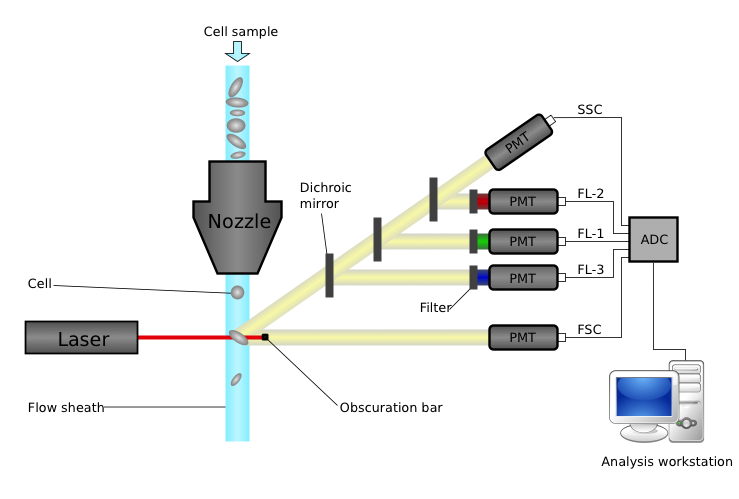 Cell sample
SSC
PMT
Dichroic
mirror
FL-2
PMT
Nozzle
FL-1
PMT
ADC
FL-3
PMT
Cell
Filter
Laser
FSC
PMT
Flow sheath
Obscuration bar
Analysis workstation